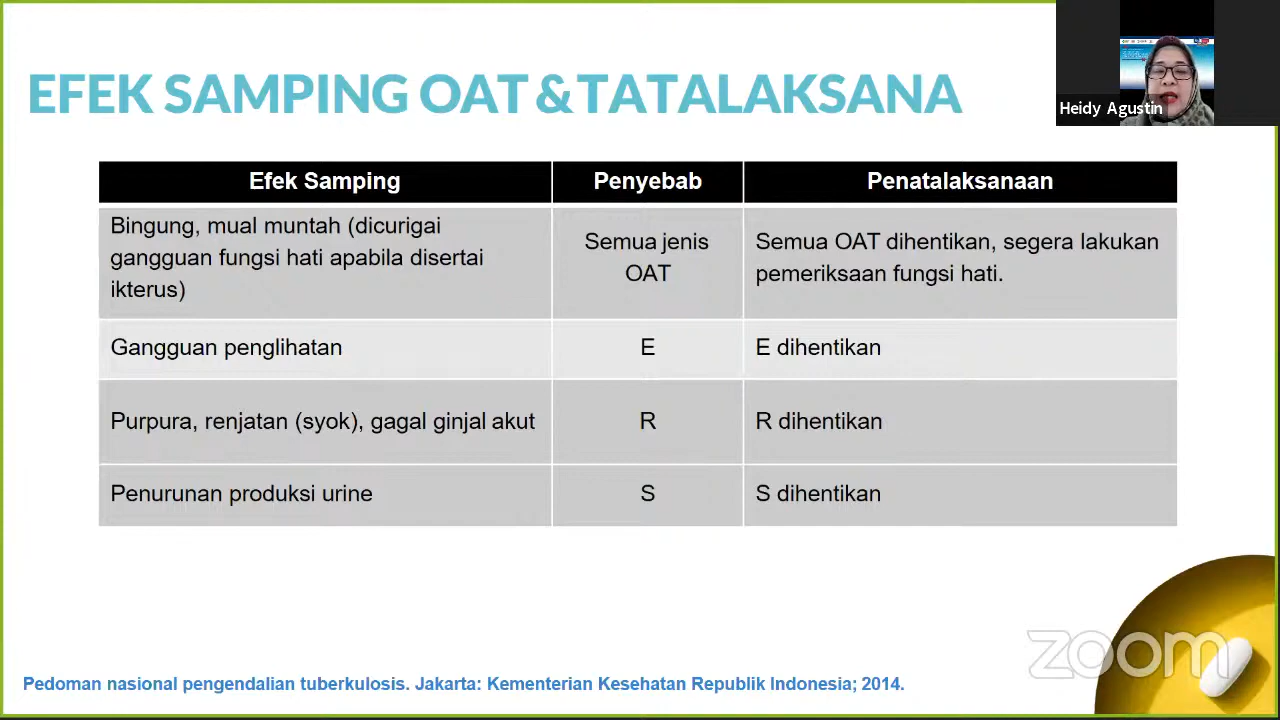 EFEK SAMPING OAT & TATALAKSANA
Heidy Agustin
Efek Samping Penyebab Penatalaksanaan
Bingung, mual muntah (dicurigai
gangguan fungsi hati apabila disertai
ikterus)
Semua jenis
OAT
Semua OAT dihentikan, segera lakukan
pemeriksaan fungsi hati.
Gangguan penglihatan E E dihentikan
Purpura, renjatan (syok), gagal ginjal akut R R dihentikan
Penurunan produksi urine S S dihentikan
zoom
Pedoman nasional pengendalian tuberkulosis. Jakarta: Kementerian Kesehatan Republik Indonesia; 2014.